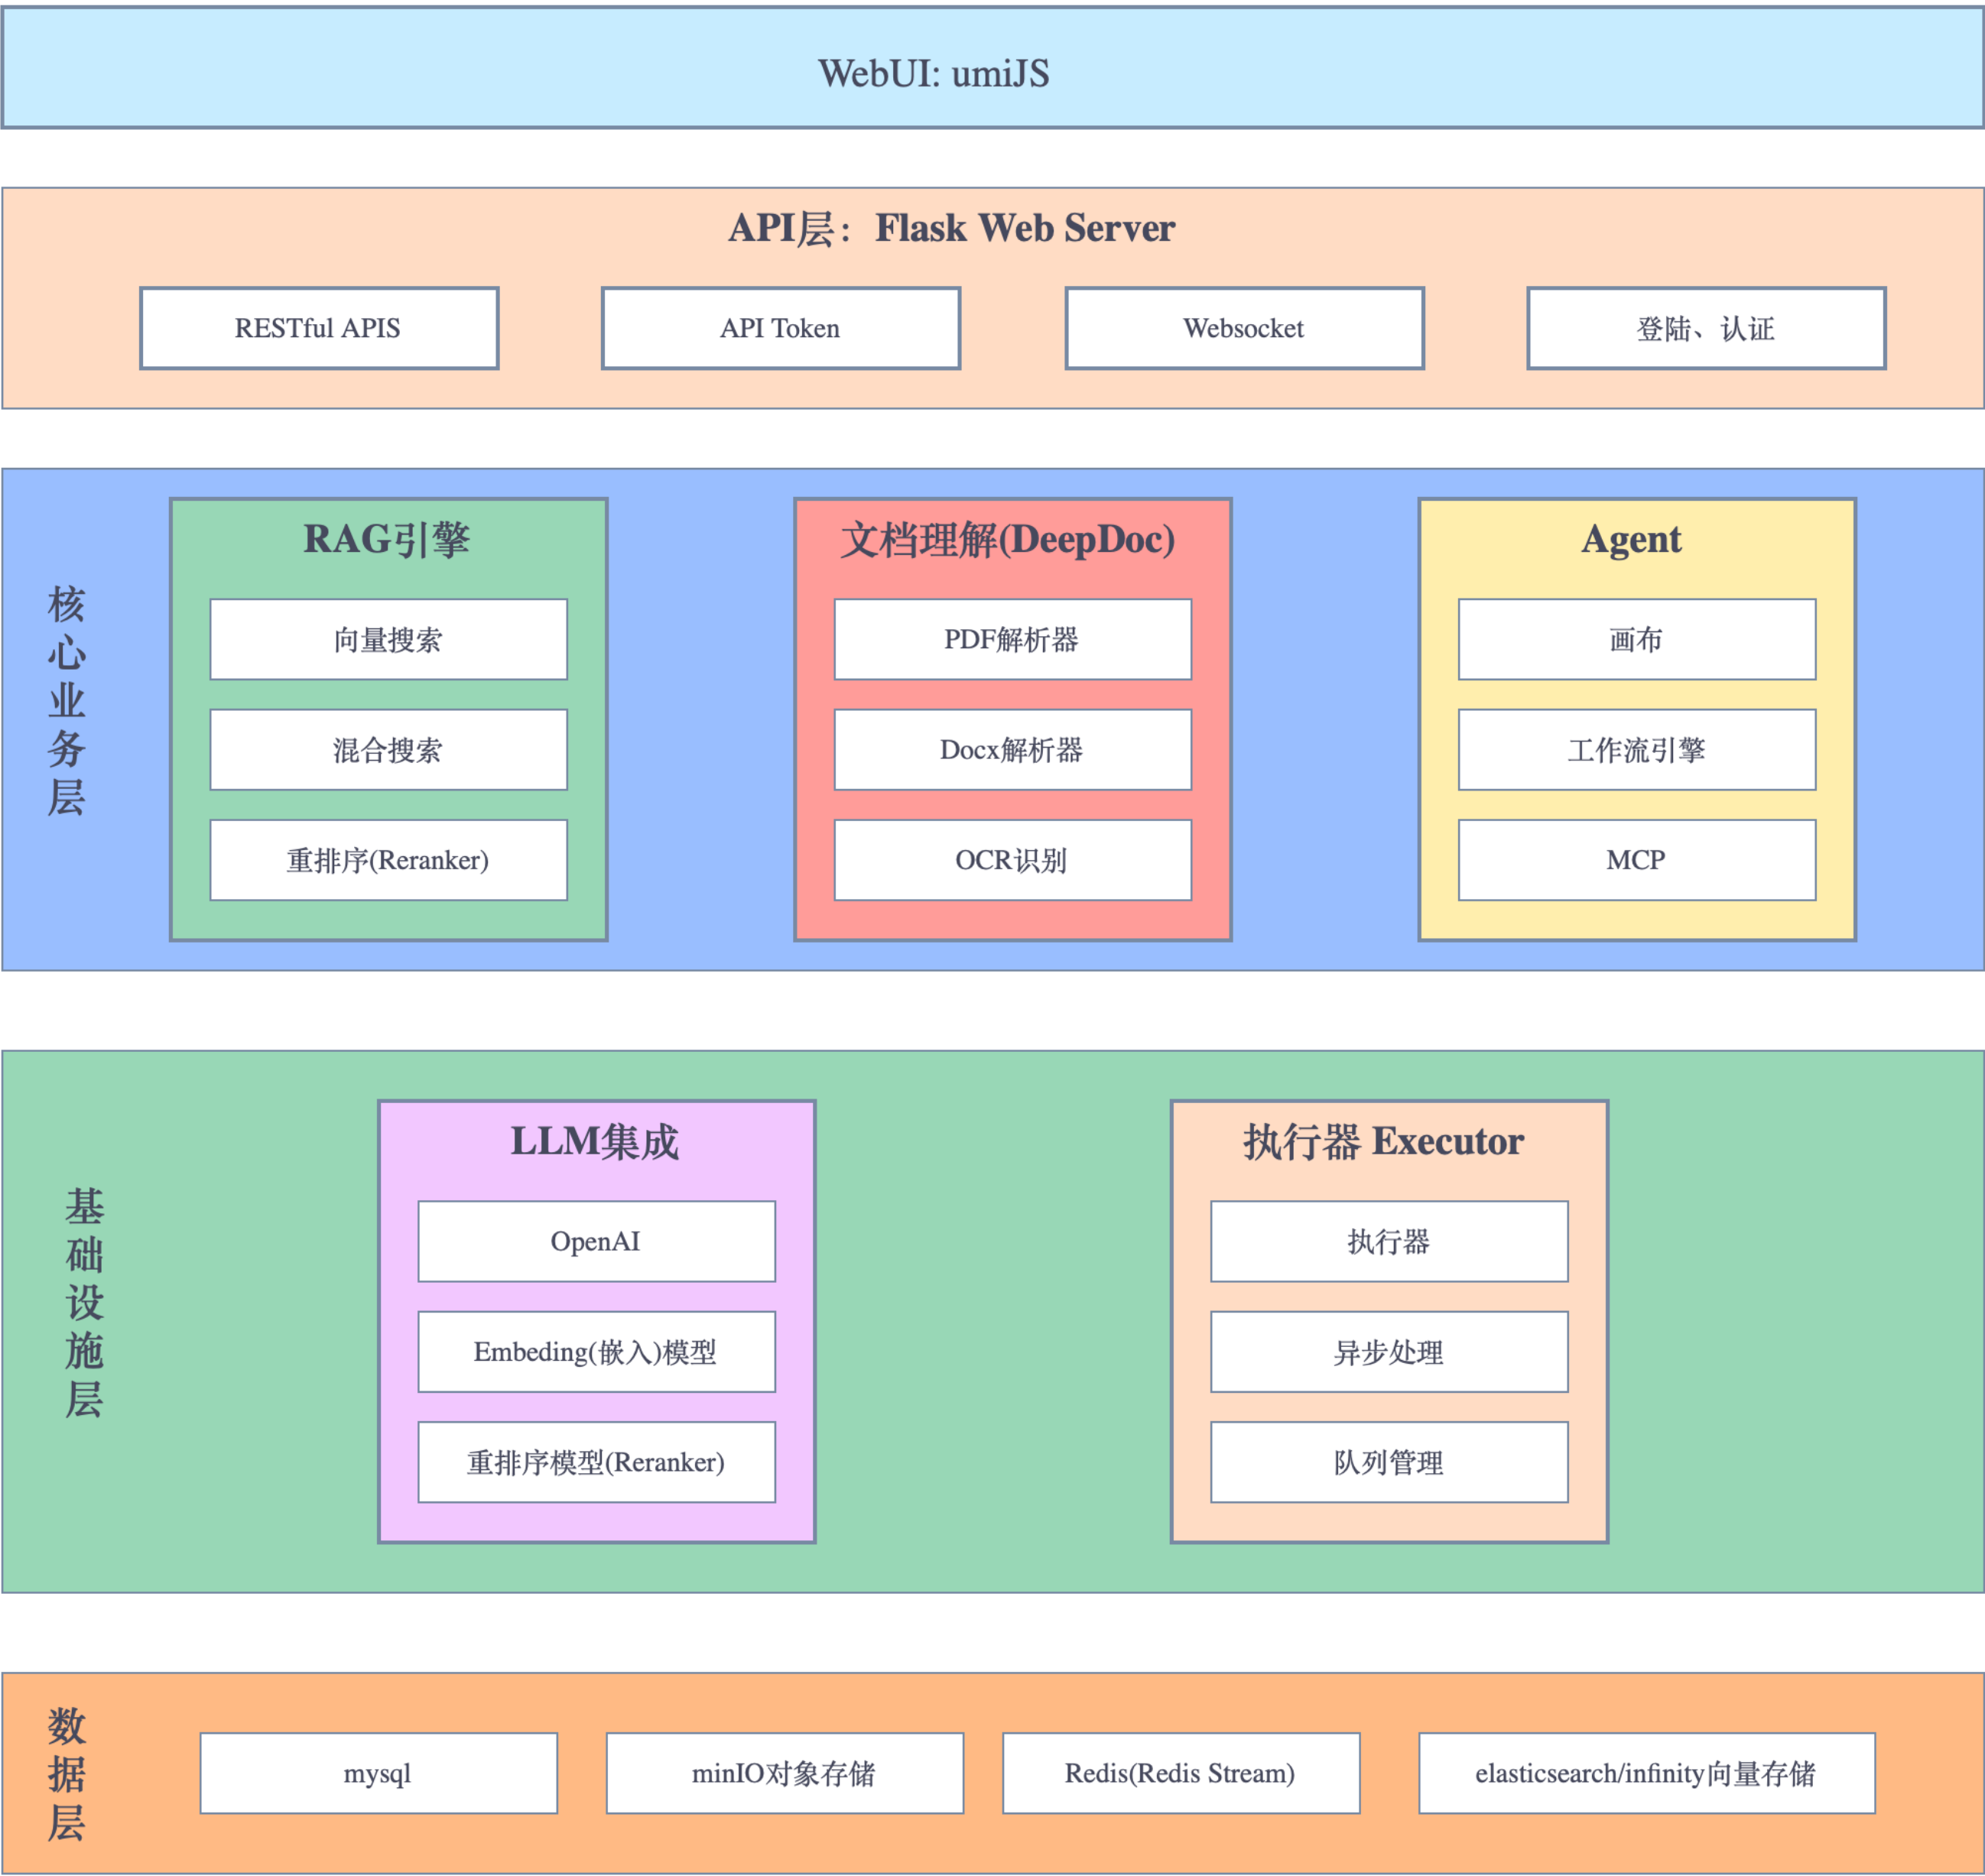 WebUI: umiJS
API层：Flask Web Server
RESTful APIS
API Token
Websocket
登陆、认证
核心业务层
RAG引擎
向量搜索
混合搜索
重排序(Reranker)
文档理解(DeepDoc)
PDF解析器
Docx解析器
OCR识别
Agent
画布
工作流引擎
MCP
基础设施层
LLM集成
OpenAI
Embeding(嵌入)模型
重排序模型(Reranker)
执行器 Executor
执行器
异步处理
队列管理
数据层
mysql
minIO对象存储
Redis(Redis Stream)
elasticsearch/infinity向量存储